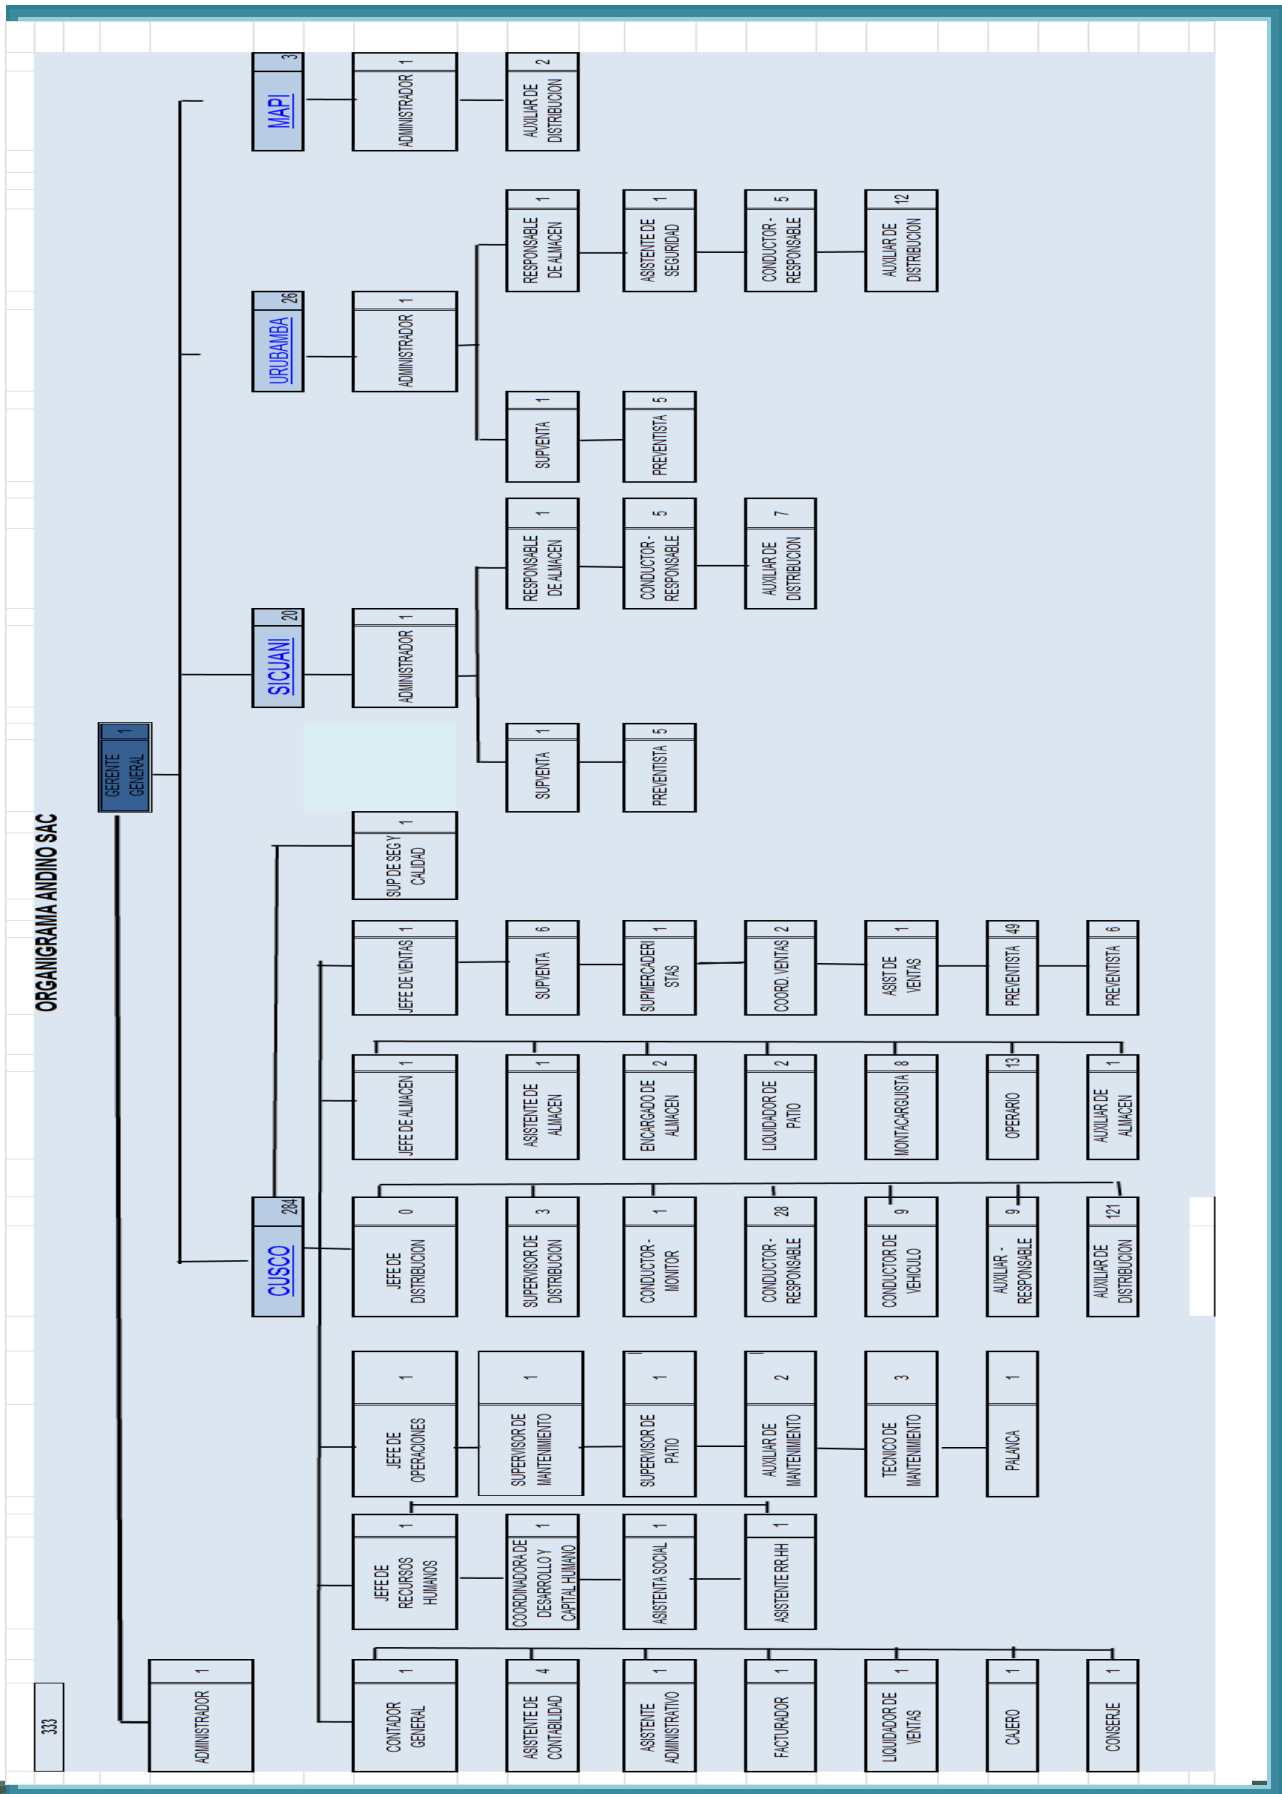 333
ORGANIGRAMA ANDINO SAC
GERENTE
GENERAL
1
ADMINISTRADOR
1
CUSCO
284
SICUANI
20
URUBAMBA
26
MAPI
3
CONTADOR
GENERAL
1
JEFE DE
RECURSOS
HUMANOS
1
JEFE DE
OPERACIONES
1
JEFE DE
DISTRIBUCION
0
JEFE DE ALMACEN
1
JEFE DE VENTAS
1
SUP DE SEG Y
CALIDAD
1
ADMINISTRADOR
1
ADMINISTRADOR
1
ADMINISTRADOR
1
ASISTENTE DE
CONTABILIDAD
4
COORDINADORA DE
DESARROLLO Y
CAPITAL HUMANO
1
SUPERVISOR DE
MANTENIMIENTO
1
SUPERVISOR DE
DISTRIBUCION
3
ASISTENTE DE
ALMACEN
1
SUPVENTA
6
SUPVENTA
1
RESPONSABLE
DE ALMACEN
1
SUPVENTA
1
RESPONSABLE
DE ALMACEN
1
AUXILIAR DE
DISTRIBUCION
2
ASISTENTE
ADMINISTRATIVO
1
ASISTENTA SOCIAL
1
SUPERVISOR DE
PATIO
1
CONDUCTOR -
MONITOR
1
ENCARGADO DE
ALMACEN
2
SUPMERCADERI
STAS
1
PREVENTISTA
5
CONDUCTOR -
RESPONSABLE
5
PREVENTISTA
5
ASISTENTE DE
SEGURIDAD
1
FACTURADOR
1
ASISTENTE RR.HH
1
AUXILIAR DE
MANTENIMIENTO
2
CONDUCTOR -
RESPONSABLE
28
LIQUIDADOR DE
PATIO
2
COORD. VENTAS
2
AUXILIAR DE
DISTRIBUCION
7
CONDUCTOR -
RESPONSABLE
5
LIQUIDADOR DE
VENTAS
1
TECNICO DE
MANTENIMIENTO
3
CONDUCTOR DE
VEHICULO
9
MONTACARGUISTA
8
ASIST DE
VENTAS
1
AUXILIAR DE
DISTRIBUCION
12
CAJERO
1
PALANCA
1
AUXILIAR -
RESPONSABLE
9
OPERARIO
13
PREVENTISTA
49
CONSERJE
1
AUXILIAR DE
DISTRIBUCION
121
AUXILIAR DE
ALMACEN
1
PREVENTISTA
6